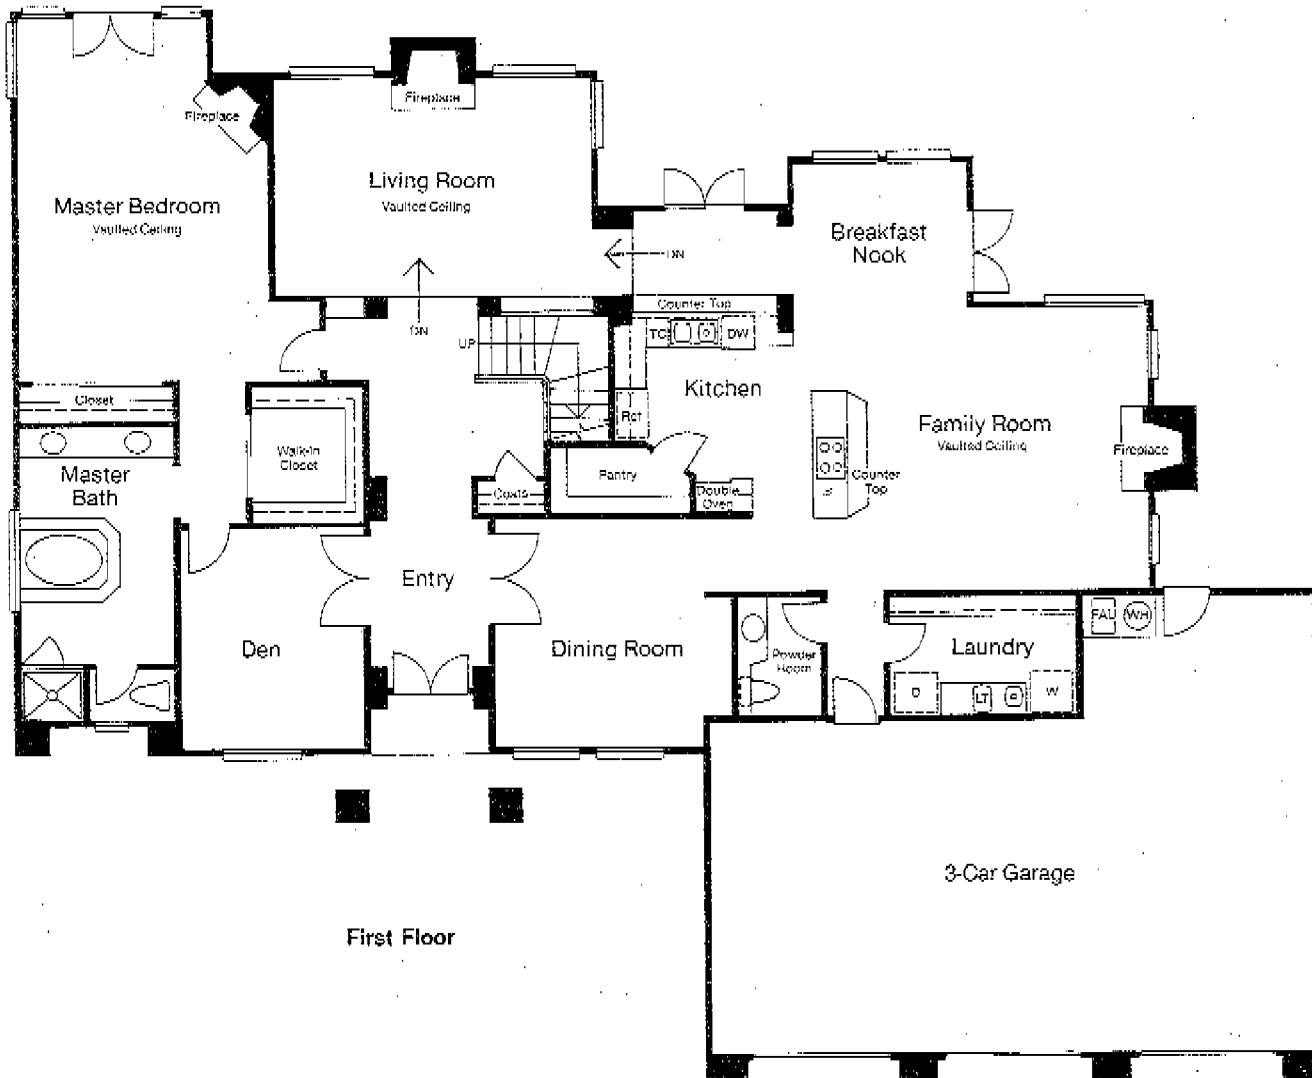 Fireplace
Fireplace
Living Room
Vaulted Ceiling
Master Bedroom
Vaulted Ceiling
Breakfast
Nook
DN
Counter Top
DN
UP
TC
DW
Kitchen
Closet
Ref
Family Room
Vaulted Ceiling
Fireplace
Walk-In
Closet
Master
Bath
Pantry
Coats
Double
Oven
Counter
Top
Entry
FAU
WH
Den
Dining Room
Powder
Room
Laundry
D
LT
W
3-Car Garage
First Floor